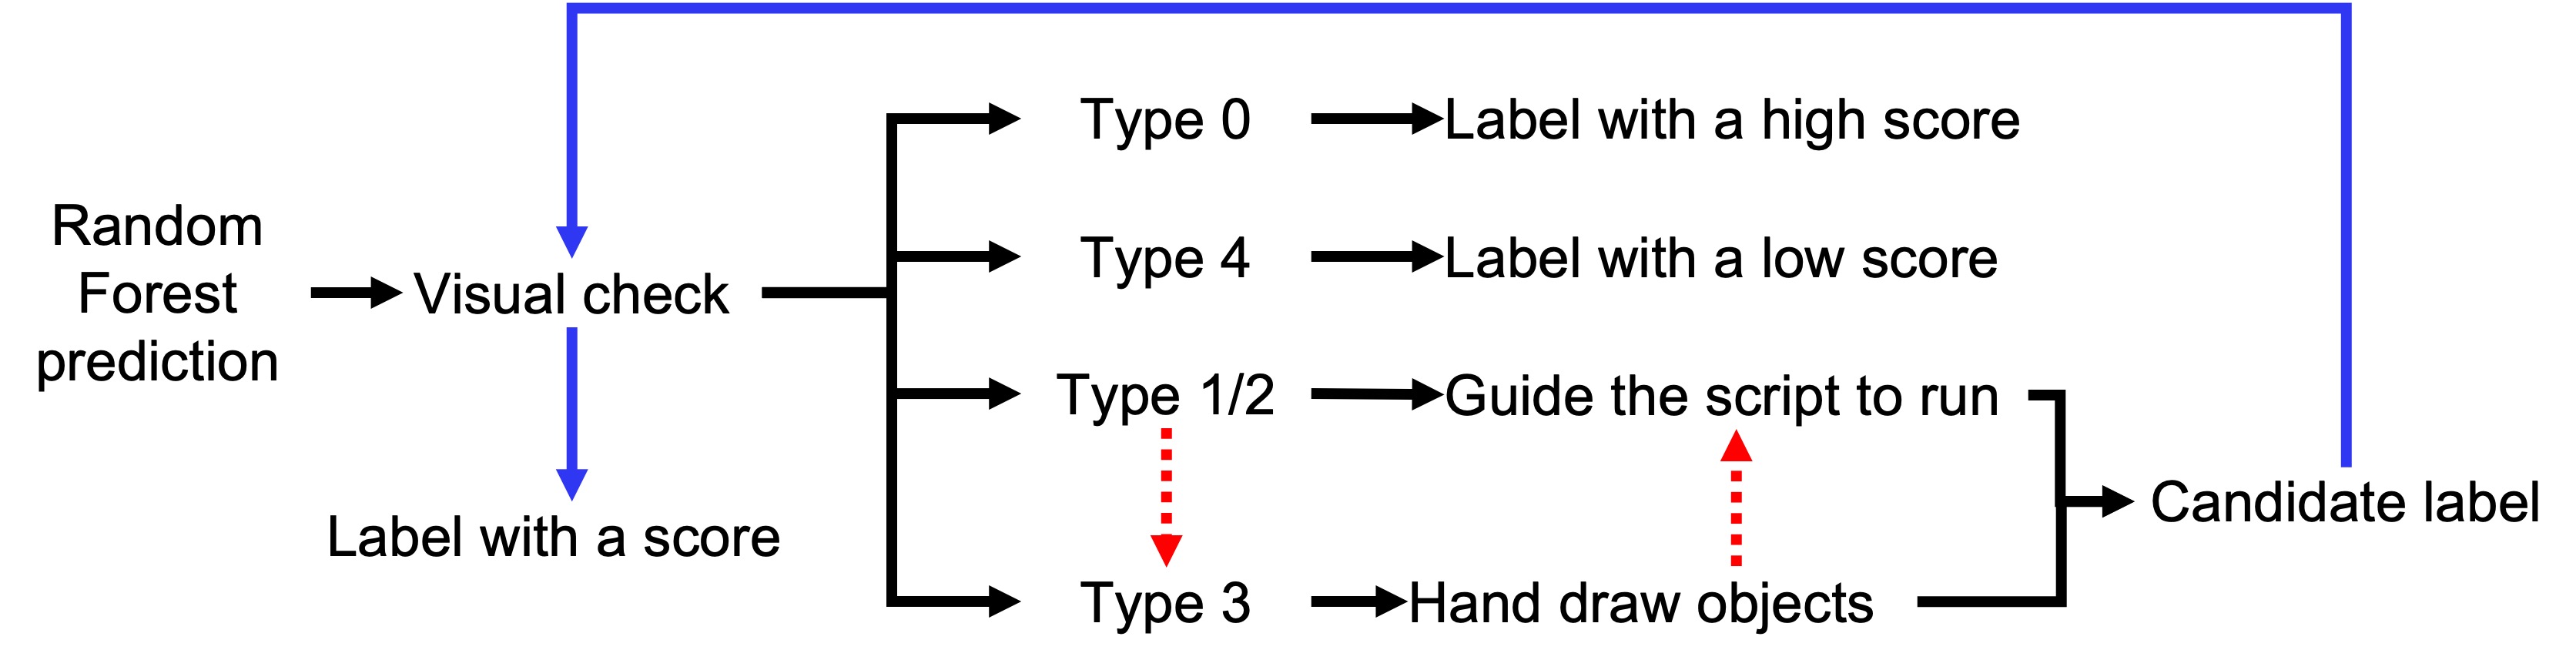 Random
Forest
prediction
Visual check
Label with a score
Type 0
Label with a high score
Type 4
Label with a low score
Type 1/2
Guide the script to run
Type 3
Hand draw objects
Candidate label